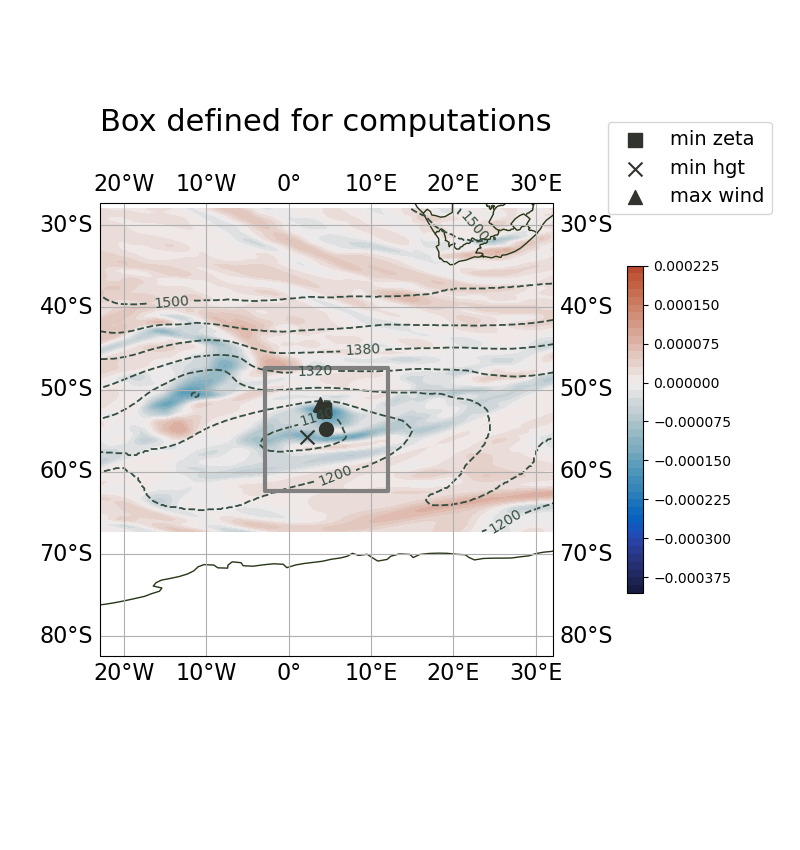 Box defined for computations
min zeta
min hgt
max wind
20°W 10°W 0° 10°E 20°E 30°E
30°S 30°S
40°S 40°S
50°S 50°S
60°S 60°S
70°S 70°S
80°S 80°S
20°W 10°W 0° 10°E 20°E 30°E
1500
1500
1380
1320
1200
1200
0.000225
0.000150
0.000075
0.000000
−0.000075
−0.000150
−0.000225
−0.000300
−0.000375